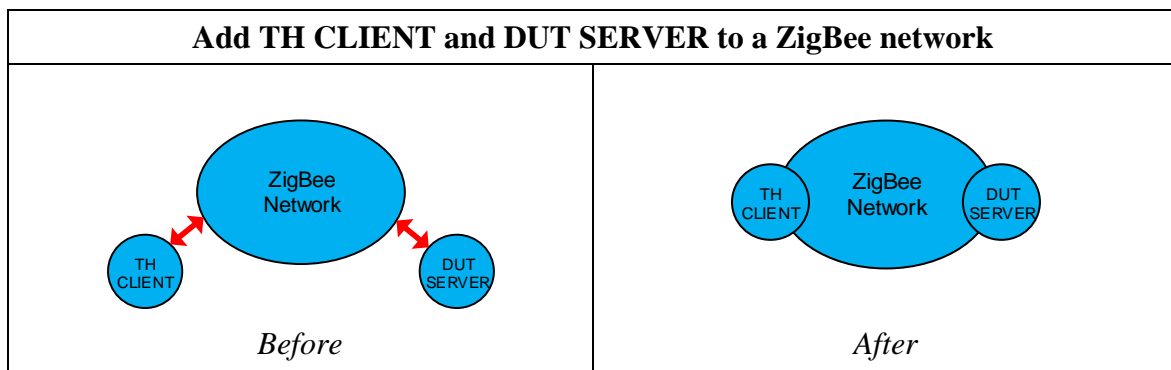 Add TH CLIENT and DUT SERVER to a ZigBee network
ZigBee
Network
TH
CLIENT
DUT
SERVER
Before
ZigBee
Network
TH
CLIENT
DUT
SERVER
After